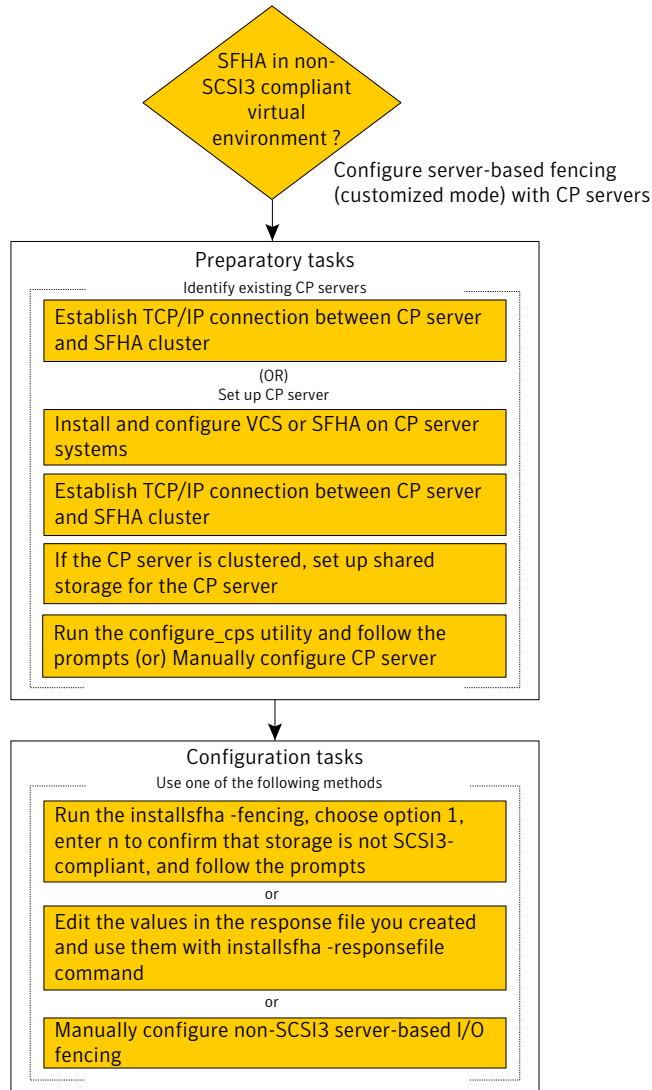 SFHA in non-
SCSI3 compliant
virtual
environment ?
Configure server-based fencing
(customized mode) with CP servers
Preparatory tasks
Identify existing CP servers
Establish TCP/IP connection between CP server
and SFHA cluster
(OR)
Set up CP server
Install and configure VCS or SFHA on CP server
systems
Establish TCP/IP connection between CP server
and SFHA cluster
If the CP server is clustered, set up shared
storage for the CP server
Run the configure_cps utility and follow the
prompts (or) Manually configure CP server
Configuration tasks
Use one of the following methods
Run the installsfha -fencing, choose option 1,
enter n to confirm that storage is not SCSI3-
compliant, and follow the prompts
or
Edit the values in the response file you created
and use them with installsfha -responsefile
command
or
Manually configure non-SCSI3 server-based I/O
fencing